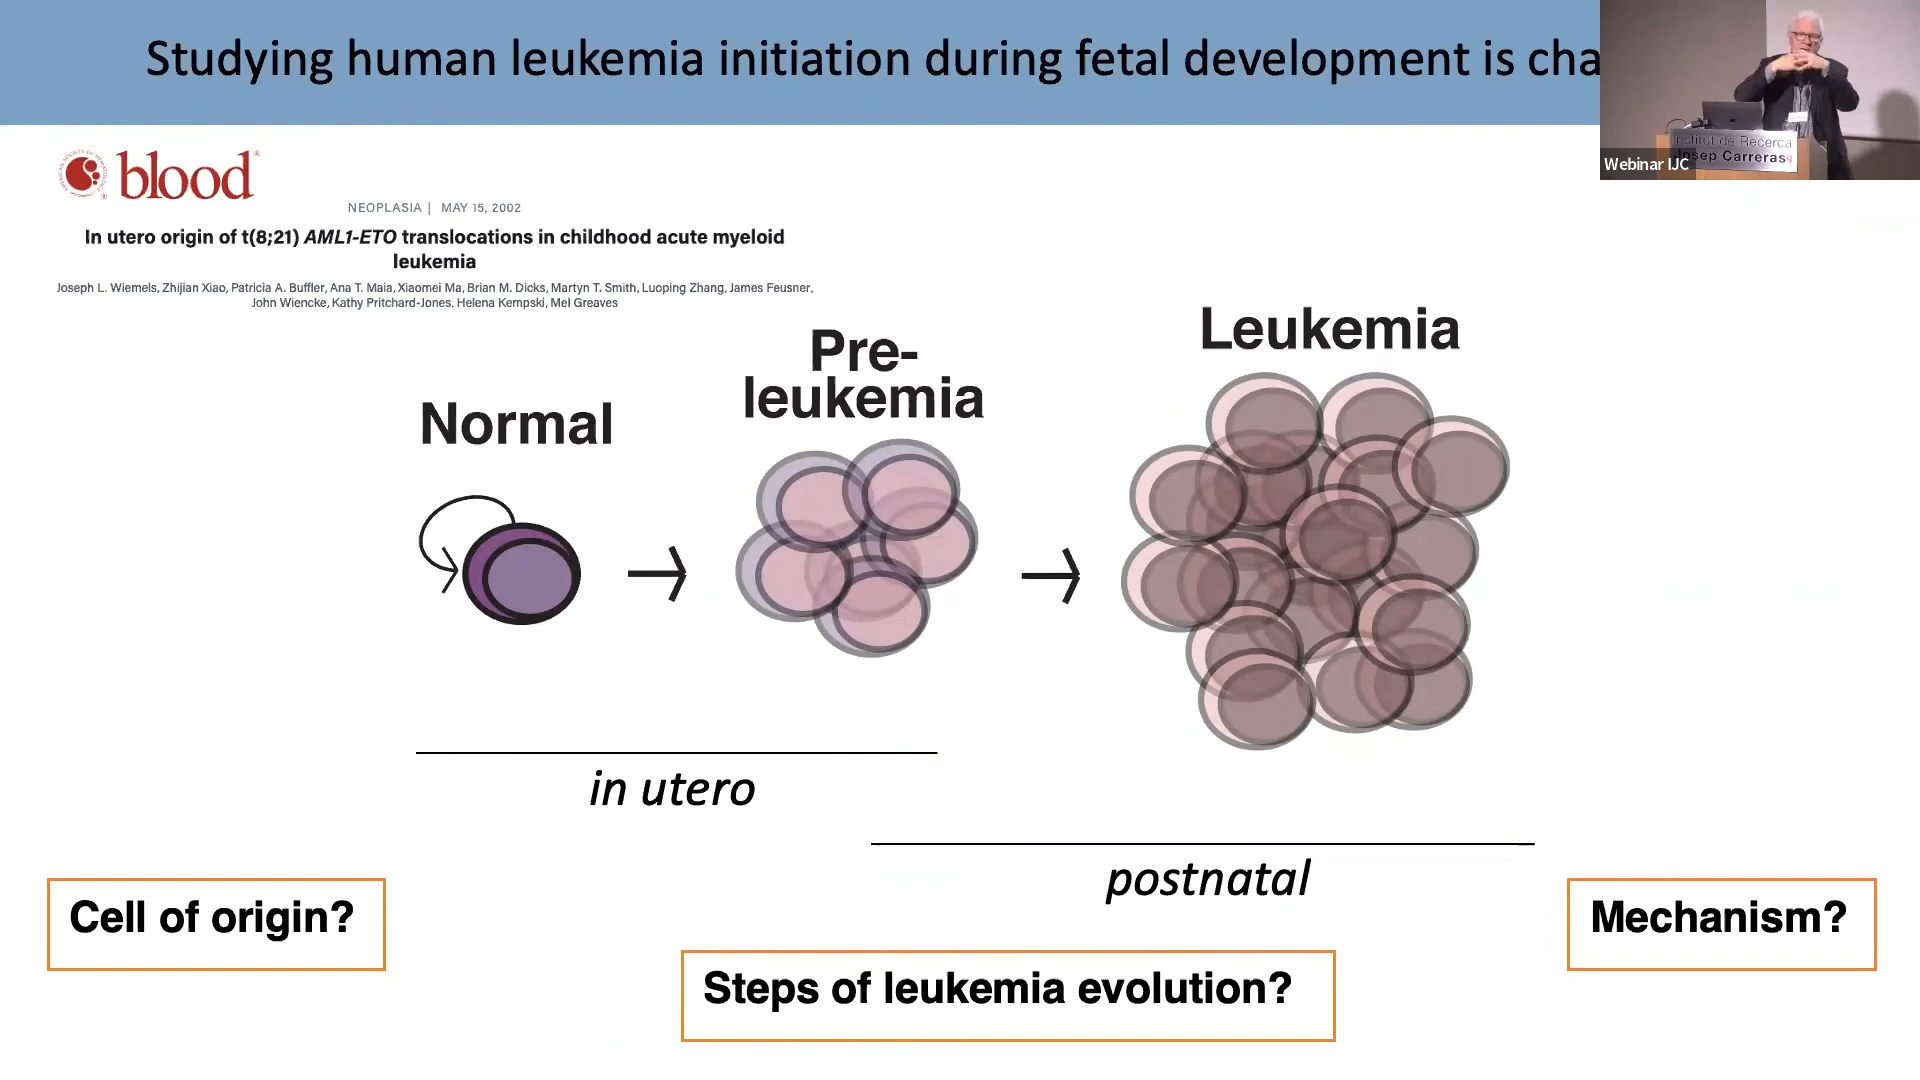 Studying human leukemia initiation during fetal development is cha
Institut de Recerca
Josep Carreras
Webinar IJC
blood
NEOPLASIA | MAY 15, 2002
In utero origin of t(8;21) AML1-ETO translocations in childhood acute myeloid
leukemia
Joseph L. Wiemels, Zhijian Xiao, Patricia A. Buffler, Ana T. Maia, Xiaomei Ma, Brian M. Dicks, Martyn T. Smith, Luoping Zhang, James Feusner,
John Wiencke, Kathy Pritchard-Jones, Helena Kempski, Mel Greaves
Normal
Pre-
leukemia
Leukemia
in utero
postnatal
Cell of origin?
Steps of leukemia evolution?
Mechanism?